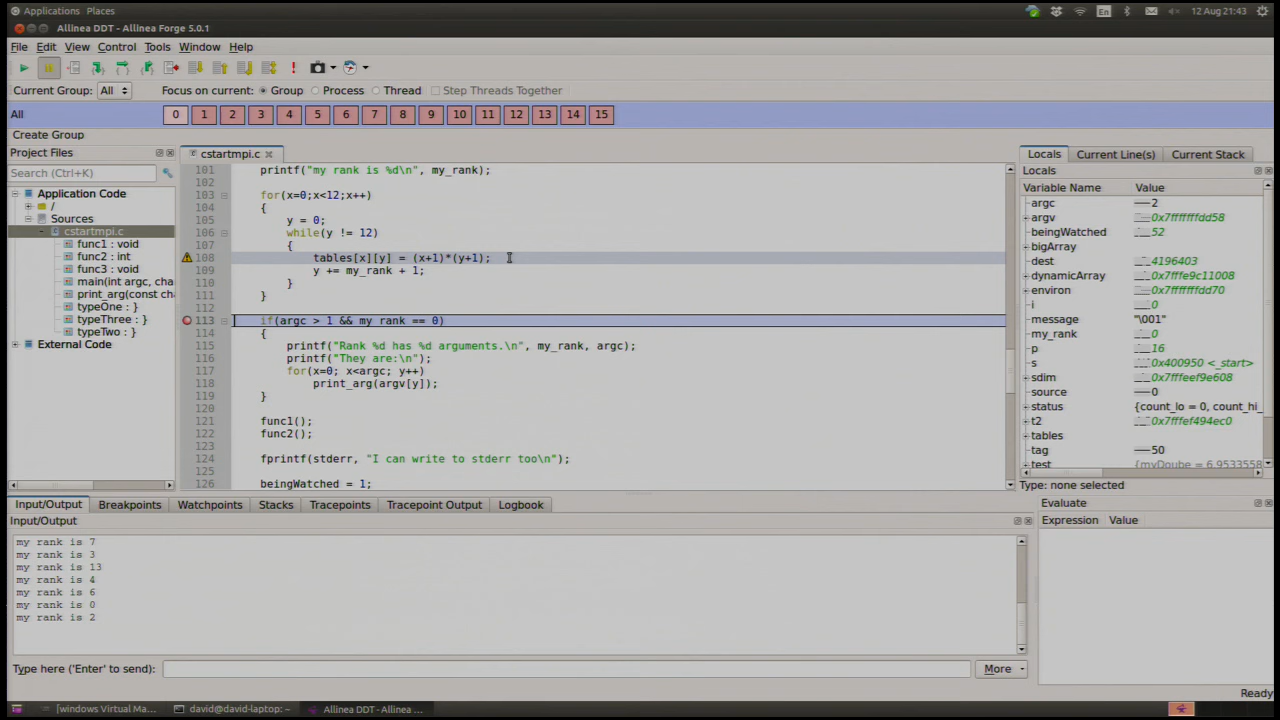 Applications Places
En
12 Aug 21:43
Allinea DDT - Allinea Forge 5.0.1
File Edit View Control Tools Window Help
Current Group: All Focus on current: Group Process Thread Step Threads Together
All 0 1 2 3 4 5 6 7 8 9 10 11 12 13 14 15
Create Group
Project Files
Search (Ctrl+K)
Application Code
/
Sources
cstartmpi.c
func1 : void
func2 : int
func3 : void
main(int argc, cha
print_arg(const cha
typeOne : }
typeThree : }
typeTwo : }
External Code
cstartmpi.c
101 printf("my rank is %d\n", my_rank);
102
103 for(x=0;x<12;x++)
104 {
105 y = 0;
106 while(y != 12)
107 {
108 tables[x][y] = (x+1)*(y+1);
109 y += my_rank + 1;
110 }
111 }
112
113 if(argc > 1 && my_rank == 0)
114 {
115 printf("Rank %d has %d arguments.\n", my_rank, argc);
116 printf("They are:\n");
117 for(x=0; x<argc; y++)
118 print_arg(argv[y]);
119 }
120
121 func1();
122 func2();
123
124 fprintf(stderr, "I can write to stderr too\n");
125
126 beingWatched = 1;
Locals Current Line(s) Current Stack
Locals
Variable Name Value
argc 2
argv 0x7fffffffdd58
beingWatched 52
bigArray
dest 4196403
dynamicArray 0x7ffe9c11008
environ 0x7fffffffdd70
i 0
message "\001"
my_rank 0
p 16
s 0x400950 <_start>
sdim 0x7ffeef9e608
source 0
status {count_lo = 0, count_hi_
t2 0x7ffef494ec0
tables
tag 50
test {myDouble = 6.9533558
Type: none selected
Input/Output Breakpoints Watchpoints Stacks Tracepoints Tracepoint Output Logbook
Input/Output
my rank is 7
my rank is 3
my rank is 13
my rank is 4
my rank is 6
my rank is 0
my rank is 2
Type here ('Enter' to send): More
Evaluate
Expression Value
Ready
[windows Virtual Ma... david@david-laptop: ~ Allinea DDT - Allinea ...